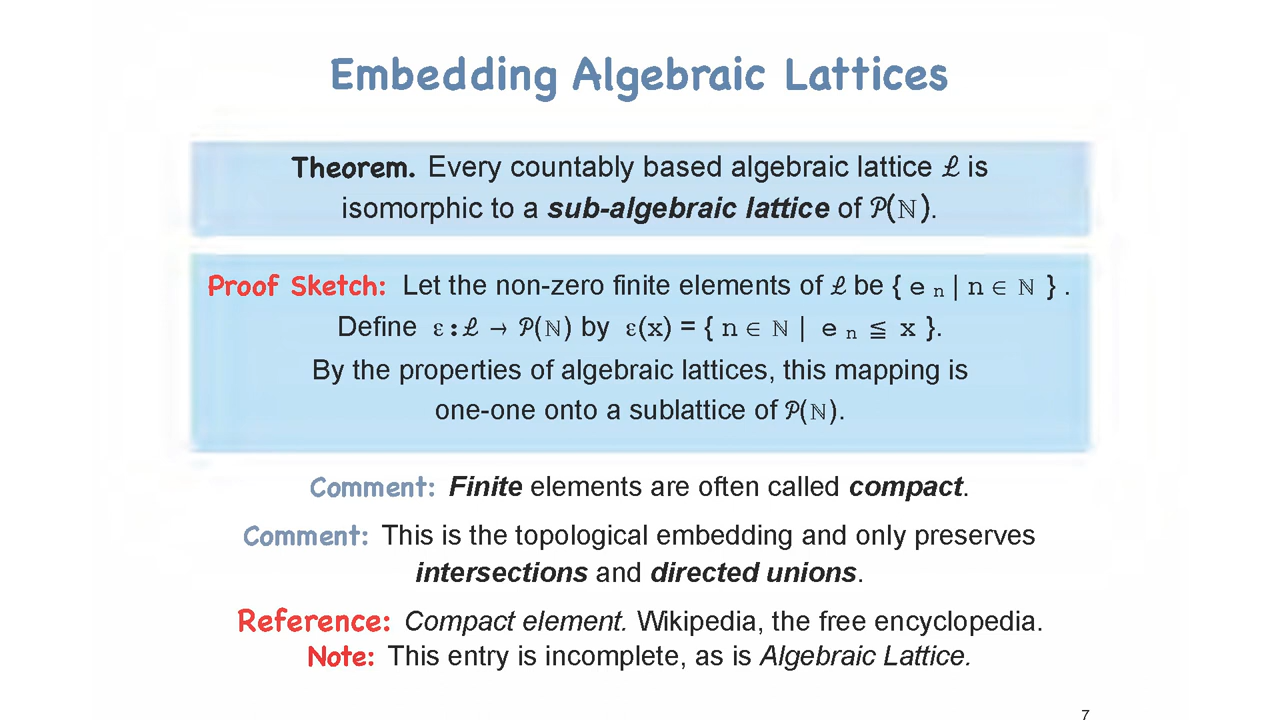 Embedding Algebraic Lattices
Theorem. Every countably based algebraic lattice ℒ is
isomorphic to a sub-algebraic lattice of 𝒫(ℕ).
Proof Sketch: Let the non-zero finite elements of ℒ be { e n | n ∈ ℕ } .
Define ε : ℒ → 𝒫(ℕ) by ε(x) = { n ∈ ℕ | e n ≦ x }.
By the properties of algebraic lattices, this mapping is
one-one onto a sublattice of 𝒫(ℕ).
Comment: Finite elements are often called compact.
Comment: This is the topological embedding and only preserves
intersections and directed unions.
Reference: Compact element. Wikipedia, the free encyclopedia.
Note: This entry is incomplete, as is Algebraic Lattice.
7